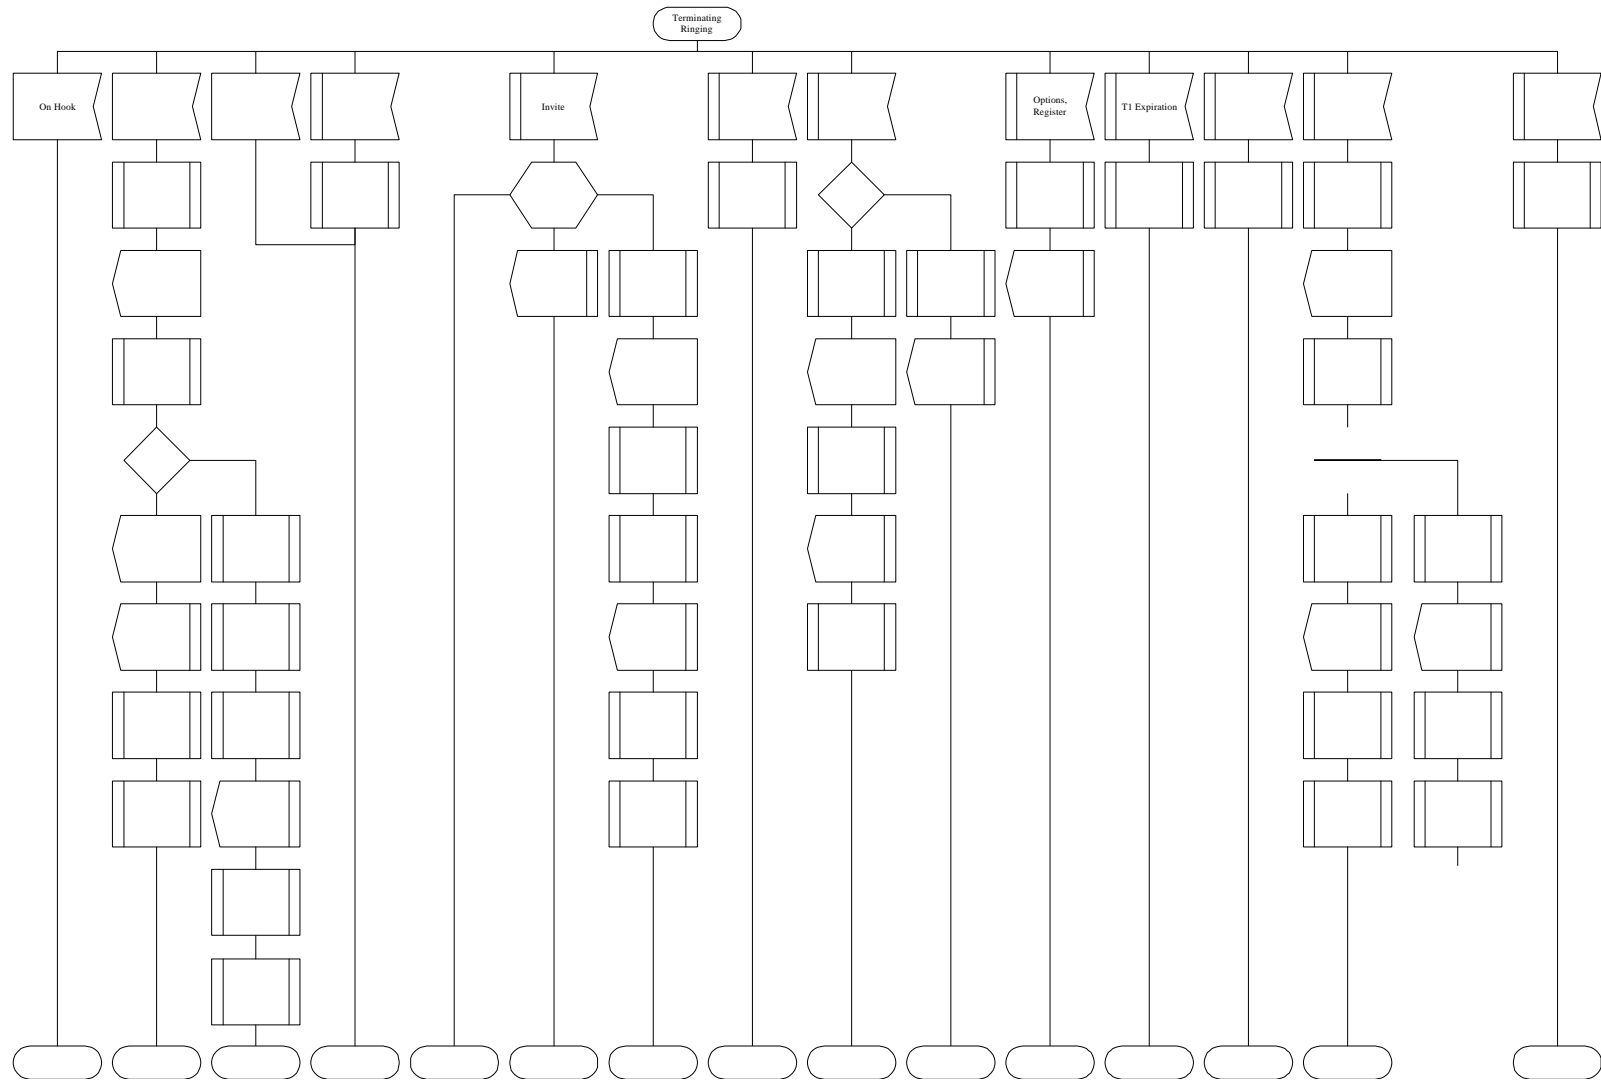 Terminating
Ringing
On Hook
Invite
Options,
Register
T1 Expiration